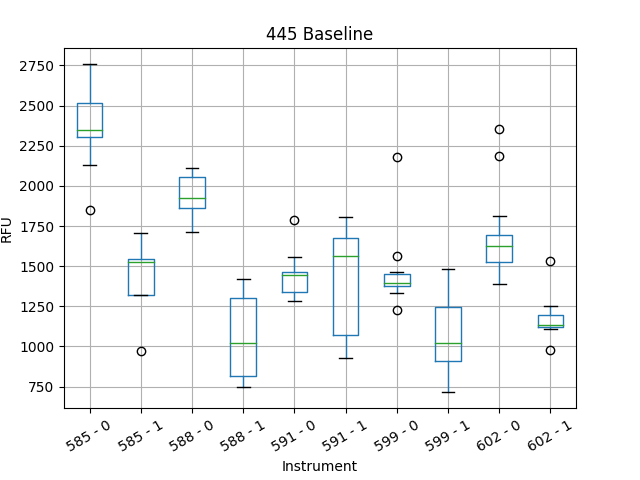 445 Baseline
2750
2500
2250
2000
1750
1500
1250
1000
750
RFU
585 - 0
585 - 1
588 - 0
588 - 1
591 - 0
591 - 1
599 - 0
599 - 1
602 - 0
602 - 1
Instrument